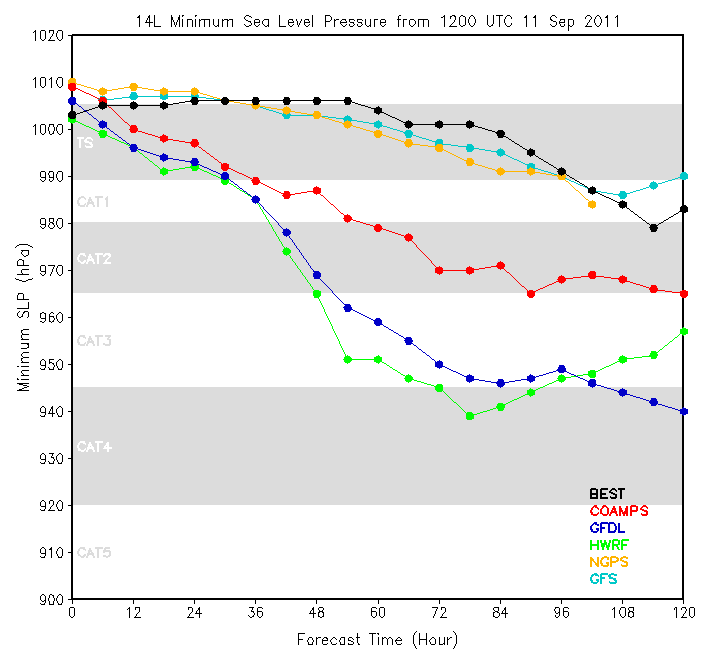 14L Minimum Sea Level Pressure from 1200 UTC 11 Sep 2011
Minimum SLP (hPa)
1020
1010
1000
990
980
970
960
950
940
930
920
910
900
TS
CAT1
CAT2
CAT3
CAT4
CAT5
BEST
COAMPS
GFDL
HWRF
NGPS
GFS
0 12 24 36 48 60 72 84 96 108 120
Forecast Time (Hour)